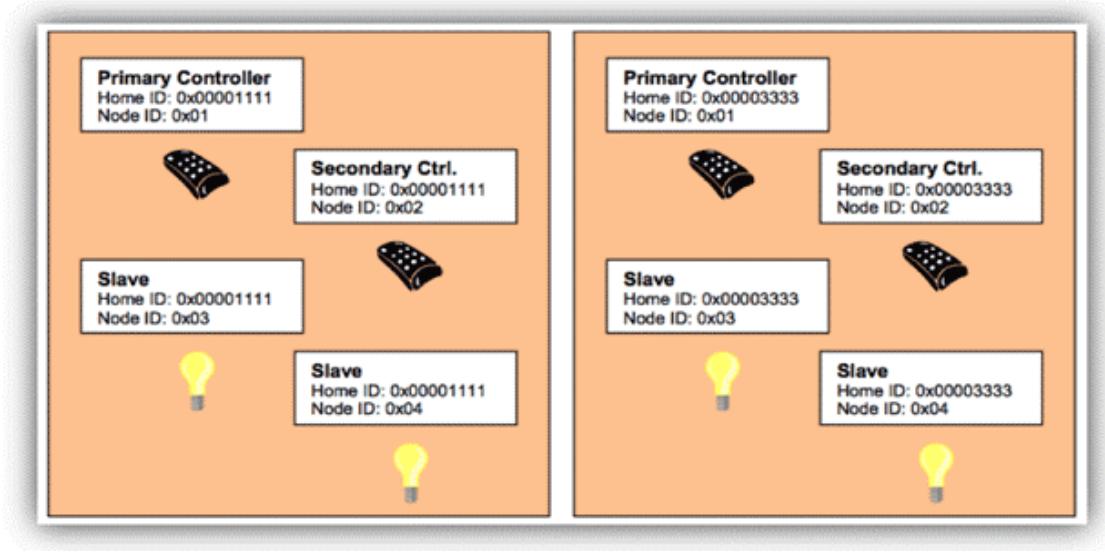 Primary Controller
Home ID: 0x00001111
Node ID: 0x01
Secondary Ctrl.
Home ID: 0x00001111
Node ID: 0x02
Slave
Home ID: 0x00001111
Node ID: 0x03
Slave
Home ID: 0x00001111
Node ID: 0x04
Primary Controller
Home ID: 0x00003333
Node ID: 0x01
Secondary Ctrl.
Home ID: 0x00003333
Node ID: 0x02
Slave
Home ID: 0x00003333
Node ID: 0x03
Slave
Home ID: 0x00003333
Node ID: 0x04